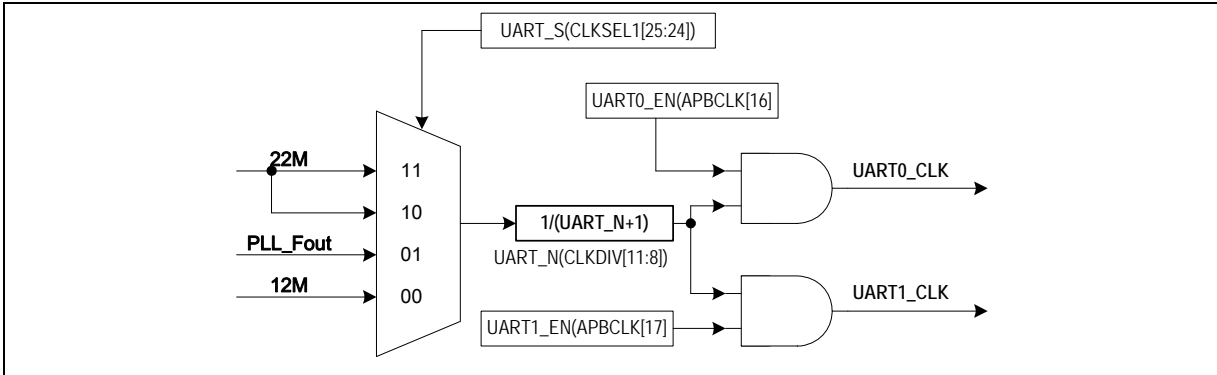 UART_S(CLKSEL1[25:24])
UART0_EN(APBCLK[16]
22M
11
UART0_CLK
10
1/(UART_N+1)
PLL_Fout
01
UART_N(CLKDIV[11:8])
12M
00
UART1_CLK
UART1_EN(APBCLK[17]